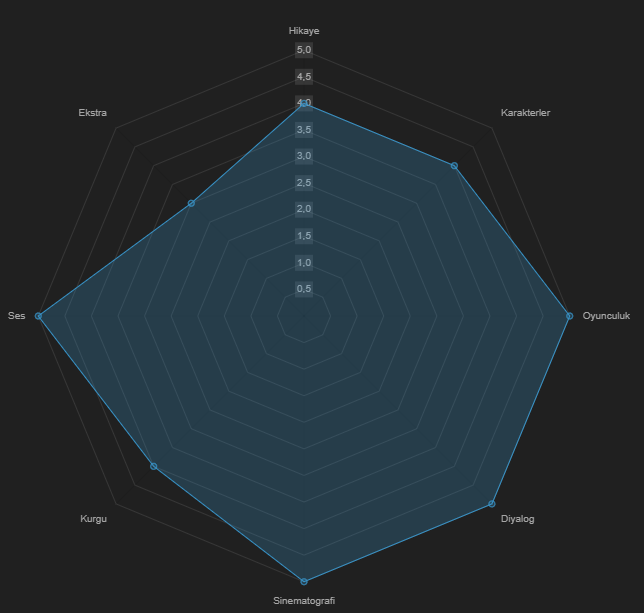 Hikaye
5,0
4,5
4,0
3,5
3,0
2,5
2,0
1,5
1,0
0,5
Ekstra
Karakterler
Ses
Oyunculuk
Kurgu
Diyalog
Sinematografi